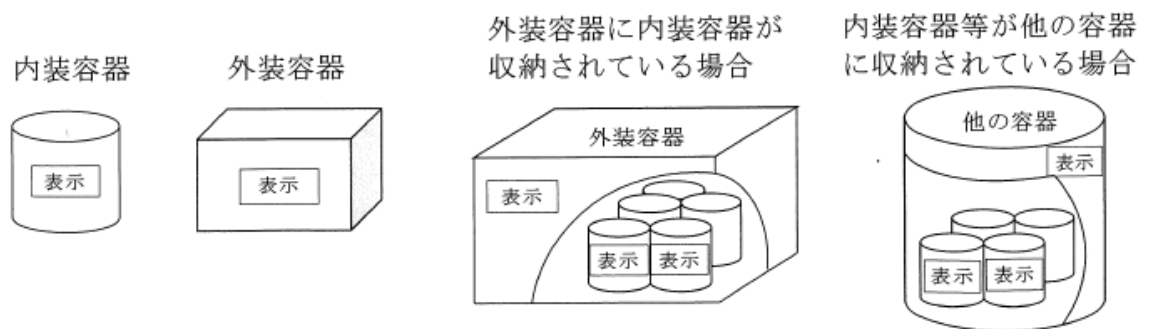 内装容器
表示
外装容器
表示
外装容器に内装容器が
収納されている場合
外装容器
表示
表示
表示
内装容器等が他の容器
に収納されている場合
他の容器
表示
表示
表示